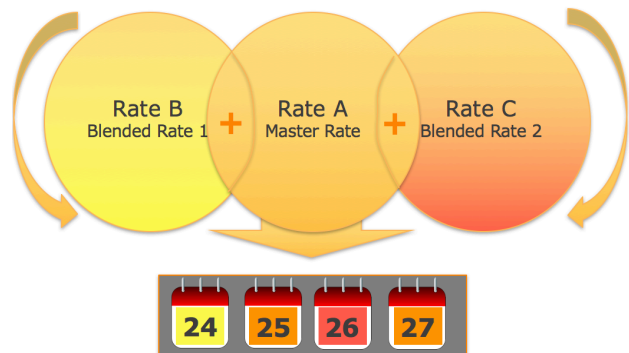 Rate B
Blended Rate 1
+
Rate A
Master Rate
+
Rate C
Blended Rate 2
24 25 26 27